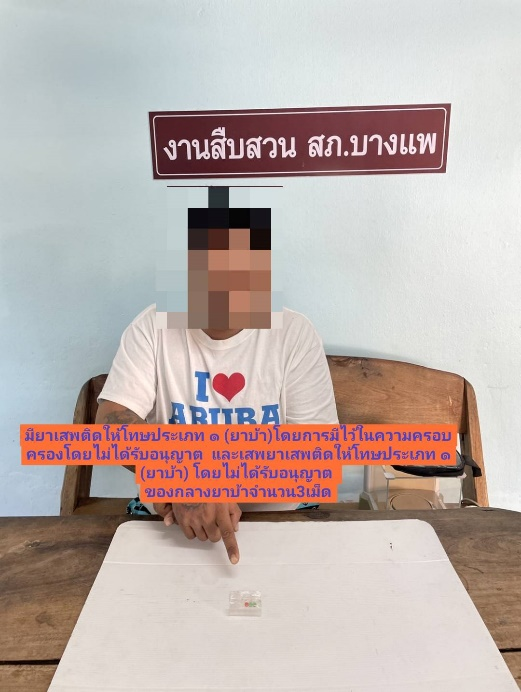 งานสืบสวน สภ.บางแพ
I ❤
ARUBA
มียาเสพติดให้โทษประเภท ๑ (ยาบ้า)โดยการมีไว้ในความครอบ
ครองโดยไม่ได้รับอนุญาต และเสพยาเสพติดให้โทษประเภท ๑
(ยาบ้า) โดยไม่ได้รับอนุญาต
ของกลางยาบ้าจำนวน3เม็ด